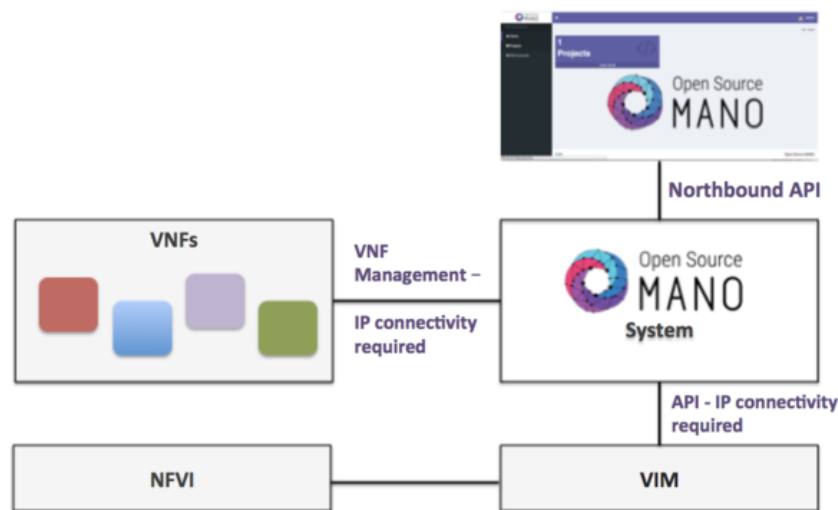 1
Projects
Open Source
MANO
Northbound API
VNFs
VNF
Management –
IP connectivity
required
Open Source
MANO
System
API - IP connectivity
required
NFVI
VIM